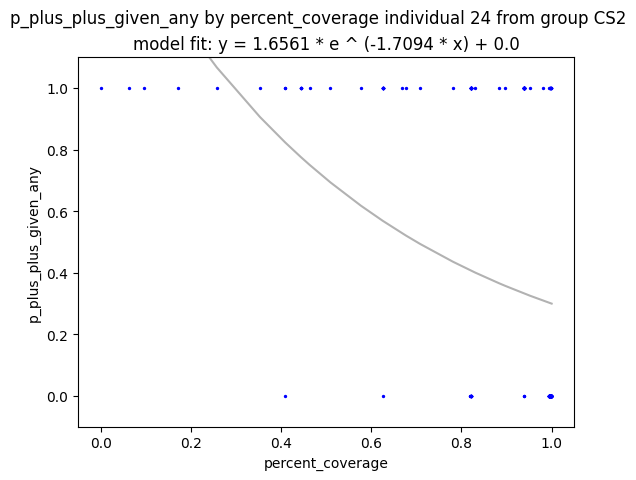 p_plus_plus_given_any by percent_coverage individual 24 from group CS2
model fit: y = 1.6561 * e ^ (-1.7094 * x) + 0.0
1.0
0.8
0.6
0.4
0.2
0.0
p_plus_plus_given_any
0.0 0.2 0.4 0.6 0.8 1.0
percent_coverage